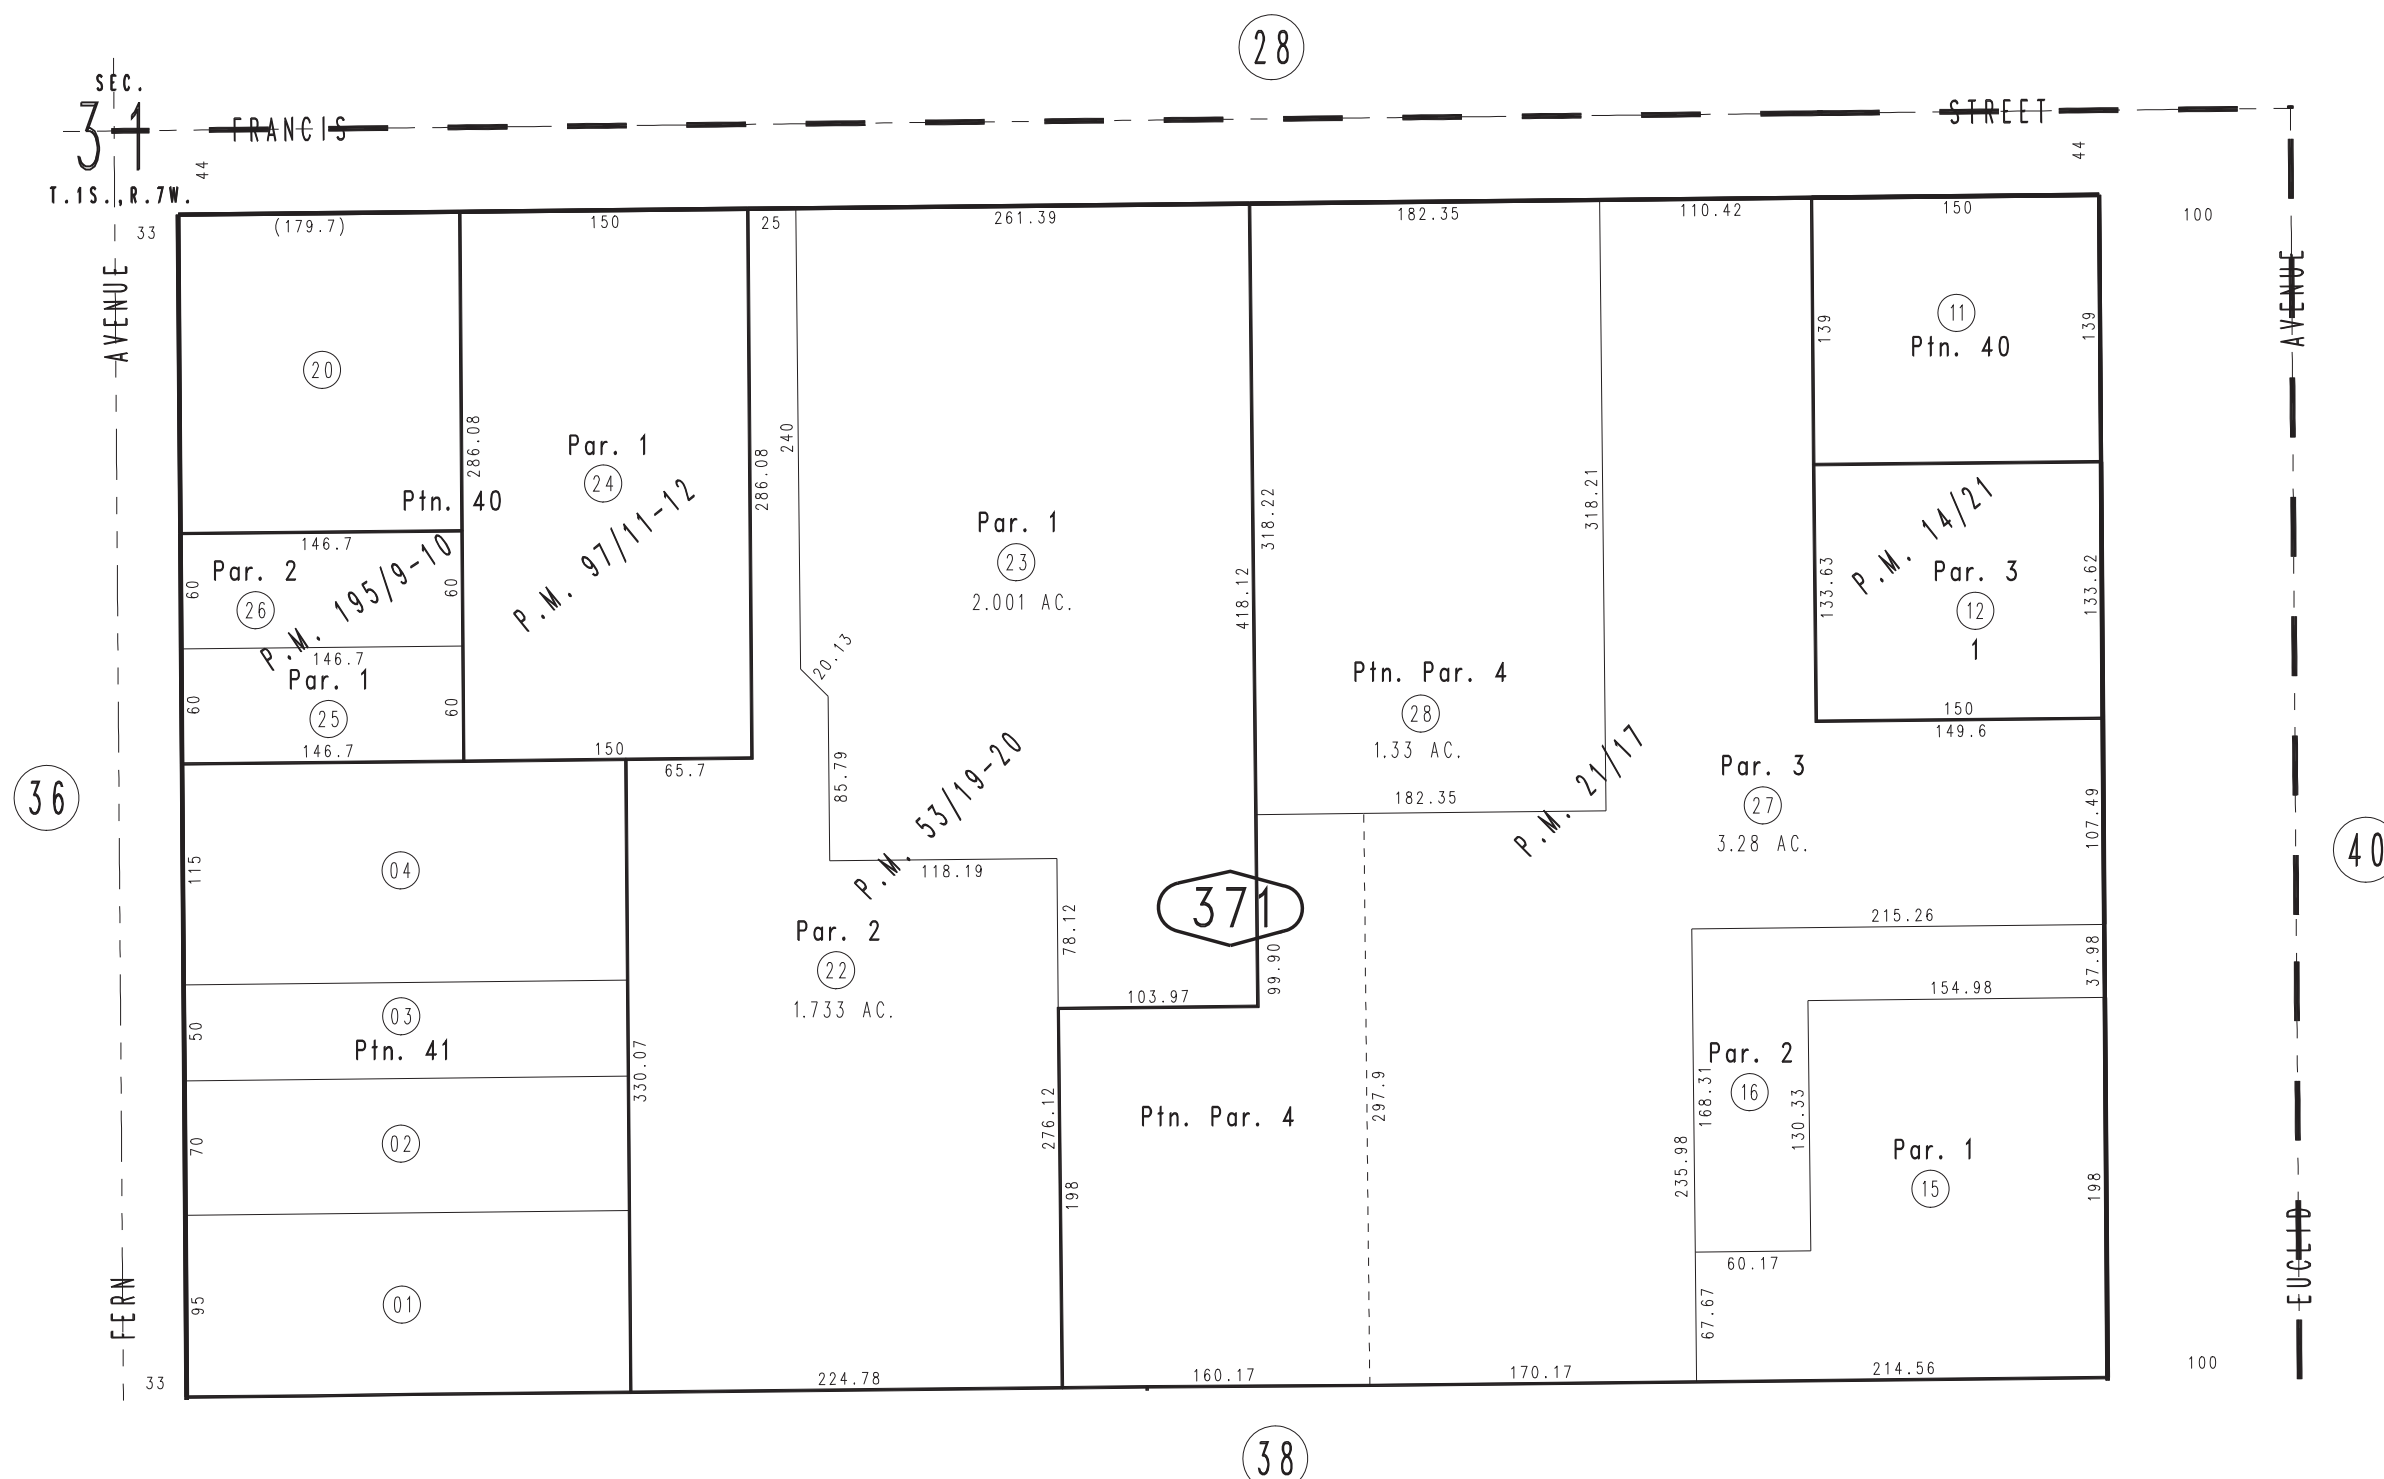 28
SEC.
31
T.1S.,R.7W.
FRANCIS
STREET
44
44
33
(179.7)
150
25
261.39
182.35
110.42
150
100
AVENUE
AVENUE
20
286.08
Ptn. 40
Par. 1
24
P.M. 97/11-12
286.08
240
Par. 1
23
2.001 AC.
318.22
418.12
318.21
139
11
Ptn. 40
139
P.M. 14/21
Par. 3
12
1
133.63
133.62
150
149.6
146.7
Par. 2
26
60
60
P.M. 195/9-10
146.7
Par. 1
25
60
60
146.7
150
65.7
20.13
85.79
P.M. 53/19-20
118.19
Ptn. Par. 4
28
1.33 AC.
182.35
P.M. 21/17
Par. 3
27
3.28 AC.
107.49
36
40
115
04
371
78.12
99.90
103.97
Par. 2
22
1.733 AC.
215.26
37.98
154.98
50
03
Ptn. 41
330.07
70
02
276.12
198
Ptn. Par. 4
297.9
Par. 2
16
168.31
130.33
235.98
60.17
67.67
Par. 1
15
198
95
01
FERN
EUCLID
33
224.78
160.17
170.17
214.56
100
38